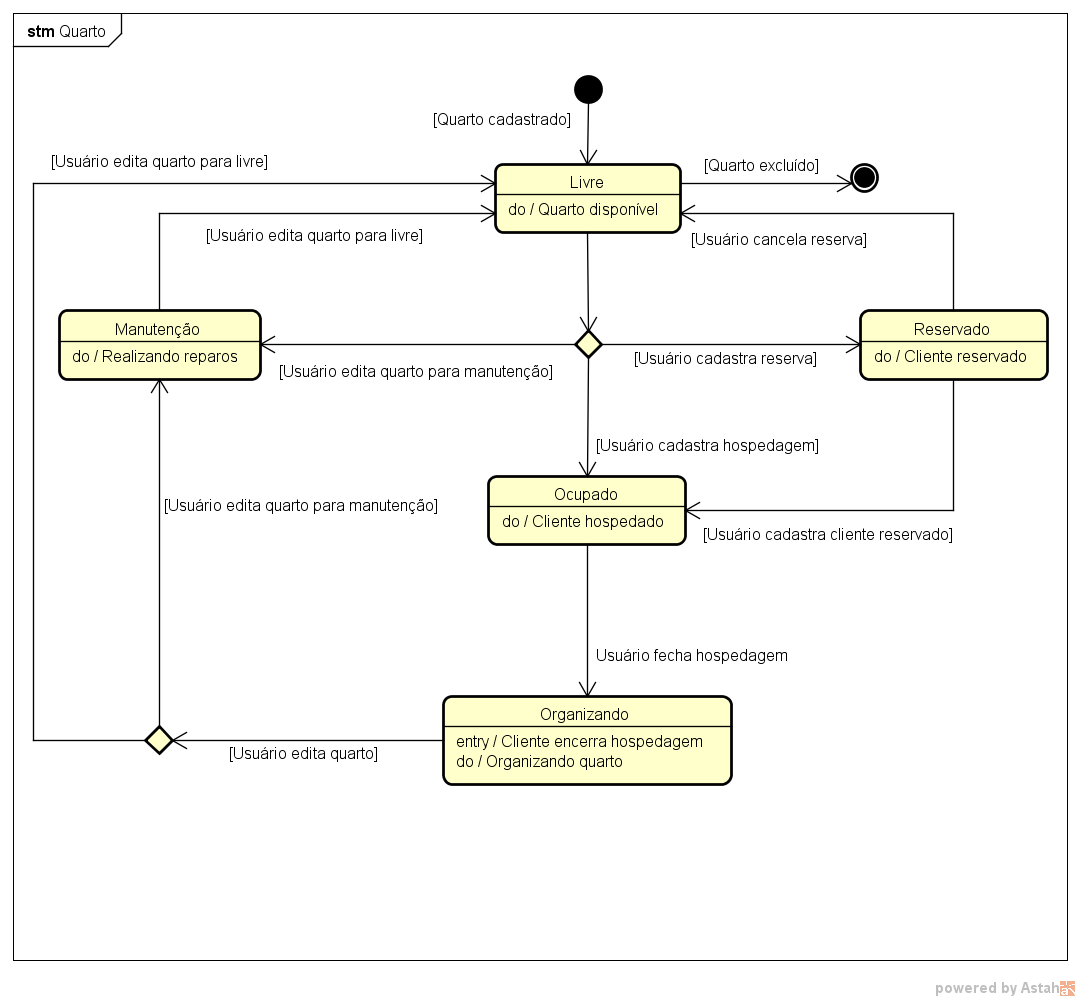 stm Quarto
[Quarto cadastrado]
[Usuário edita quarto para livre]
[Quarto excluído]
Livre
do / Quarto disponível
[Usuário edita quarto para livre]
[Usuário cancela reserva]
Manutenção
do / Realizando reparos
Reservado
do / Cliente reservado
[Usuário cadastra reserva]
[Usuário edita quarto para manutenção]
[Usuário cadastra hospedagem]
Ocupado
do / Cliente hospedado
[Usuário edita quarto para manutenção]
[Usuário cadastra cliente reservado]
Usuário fecha hospedagem
Organizando
entry / Cliente encerra hospedagem
do / Organizando quarto
[Usuário edita quarto]
powered by Astah